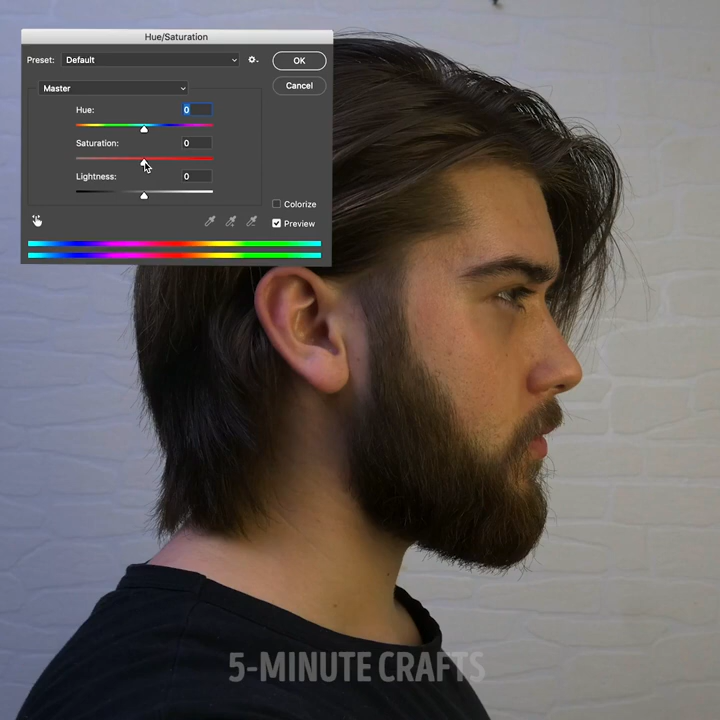 Hue/Saturation
Preset: Default
OK
Cancel
Master
Hue: 0
Saturation: 0
Lightness: 0
Colorize
Preview
5-MINUTE CRAFTS